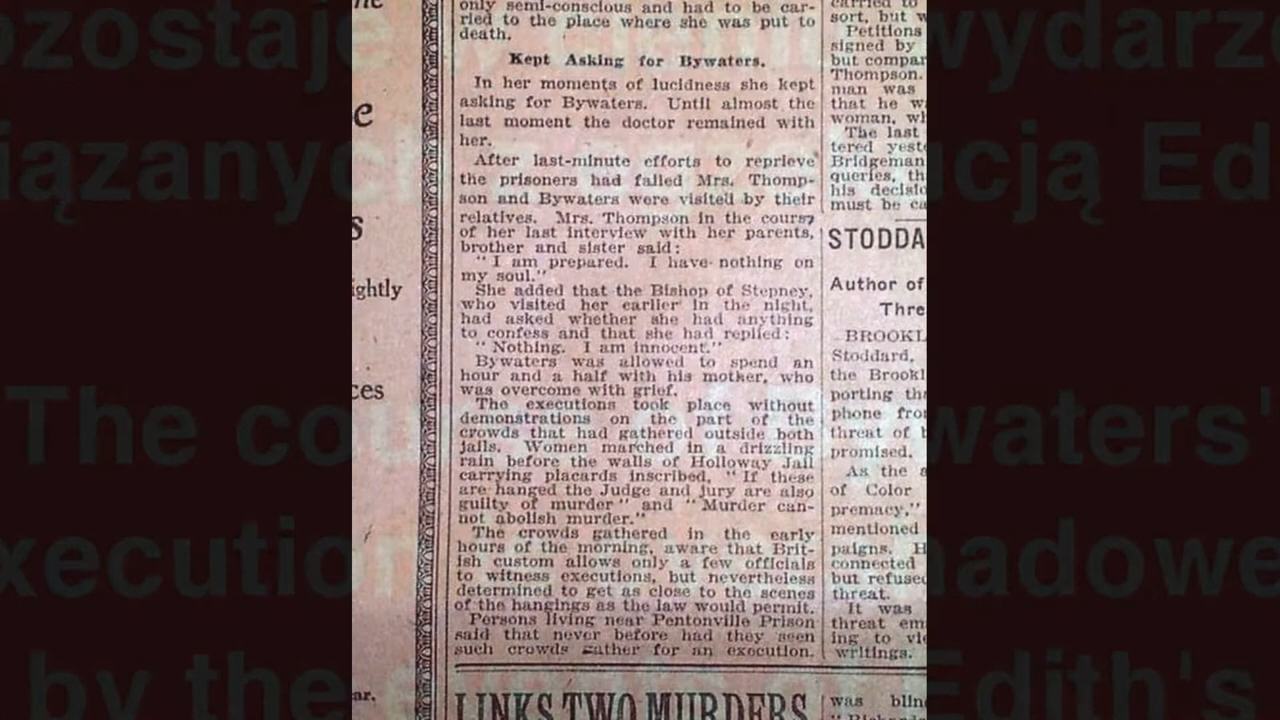 only semi-conscious and had to be car-
ried to the place where she was put to
death.
Kept Asking for Bywaters.
In her moments of lucidness she kept
asking for Bywaters. Until almost the
last moment the doctor remained with
her.
After last-minute efforts to reprieve
the prisoners had failed Mrs. Thomp-
son and Bywaters were visited by their
relatives. Mrs. Thompson in the course
of her last interview with her parents,
brother and sister said:
"I am prepared. I have nothing on
my soul."
She added that the Bishop of Stepney,
who visited her earlier in the night,
had asked whether she had anything
to confess and that she had replied:
"Nothing. I am innocent."
Bywaters was allowed to spend an
hour and a half with his mother, who
was overcome with grief.
The executions took place without
demonstrations on the part of the
crowds that had gathered outside both
jails. Women marched in a drizzling
rain before the walls of Holloway Jail
carrying placards inscribed, "If these
are hanged the Judge and jury are also
guilty of murder" and "Murder can-
not abolish murder."
The crowds gathered in the early
hours of the morning, aware that Brit-
ish custom allows only a few officials
to witness executions, but nevertheless
determined to get as close to the scenes
of the hangings as the law would permit.
Persons living near Pentonville Prison
said that never before had they seen
such crowds gather for an execution.
LINKS TWO MURDERS
carried to
sort, but w
Petitions
signed by
but compar
Thompson.
man was
that he w
woman, wh
The last
tered yest
Bridgeman
queries, th
his decisio
must be ca
STODDA
Author of
Thre
BROOKL
Stoddard,
the Brookl
porting tha
phone fro
threat of b
promised.
As the a
of Color
premacy,"
mentioned
paigns. H
connected
but refuse
threat.
It was
threat em
ing to vi
writings.
was blin
ightly
ces
ar.
ozostaje
wydarze
iązanyc
cją Ed
The co
waters'
xecutio
adowe
by the
Edith's